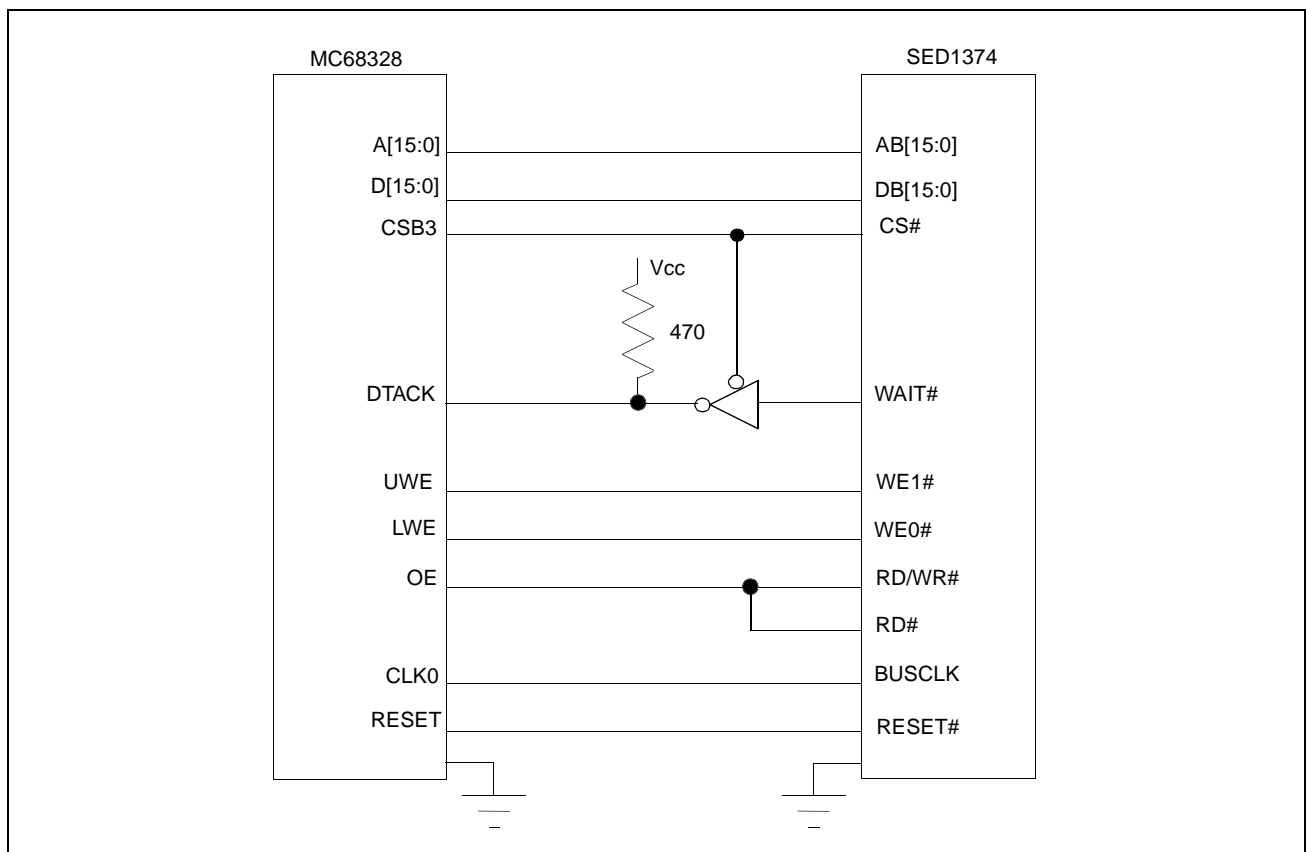 MC68328 SED1374
A[15:0] AB[15:0]
D[15:0] DB[15:0]
CSB3 CS#
Vcc
470
DTACK WAIT#
UWE WE1#
LWE WE0#
OE RD/WR#
RD#
CLK0 BUSCLK
RESET RESET#